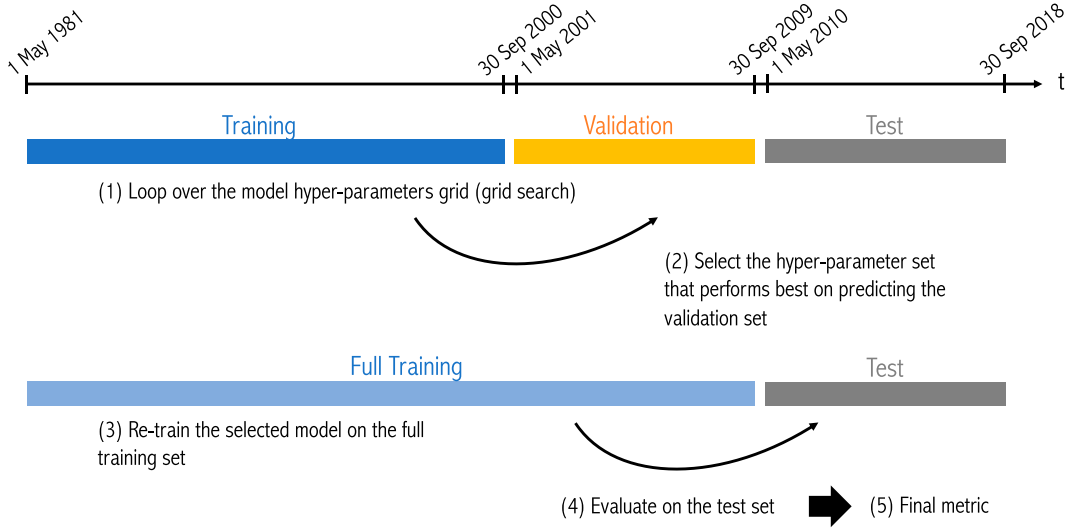 1 May 1981
30 Sep 2000
1 May 2001
30 Sep 2009
1 May 2010
30 Sep 2018
t
Training
Validation
Test
(1) Loop over the model hyper-parameters grid (grid search)
(2) Select the hyper-parameter set
that performs best on predicting the
validation set
Full Training
Test
(3) Re-train the selected model on the full
training set
(4) Evaluate on the test set
(5) Final metric